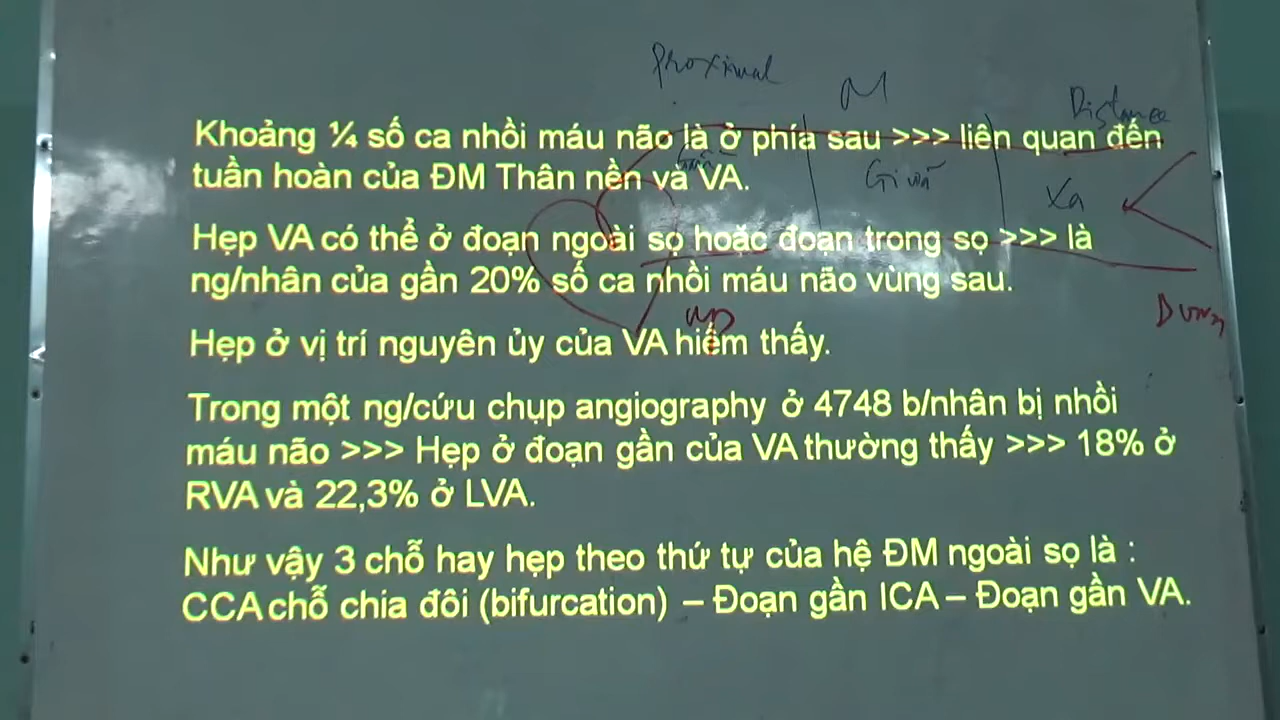 Proximal
M
Distance
Khoảng ¼ số ca nhồi máu não là ở phía sau >>> liên quan đến
tuần hoàn của ĐM Thân nền và VA.
Giữa
Xa
Hẹp VA có thể ở đoạn ngoài sọ hoặc đoạn trong sọ >>> là
ng/nhân của gần 20% số ca nhồi máu não vùng sau.
Hẹp ở vị trí nguyên ủy của VA hiếm thấy.
Trong một ng/cứu chụp angiography ở 4748 b/nhân bị nhồi
máu não >>> Hẹp ở đoạn gần của VA thường thấy >>> 18% ở
RVA và 22,3% ở LVA.
Như vậy 3 chỗ hay hẹp theo thứ tự của hệ ĐM ngoài sọ là :
CCA chỗ chia đôi (bifurcation) – Đoạn gần ICA – Đoạn gần VA.